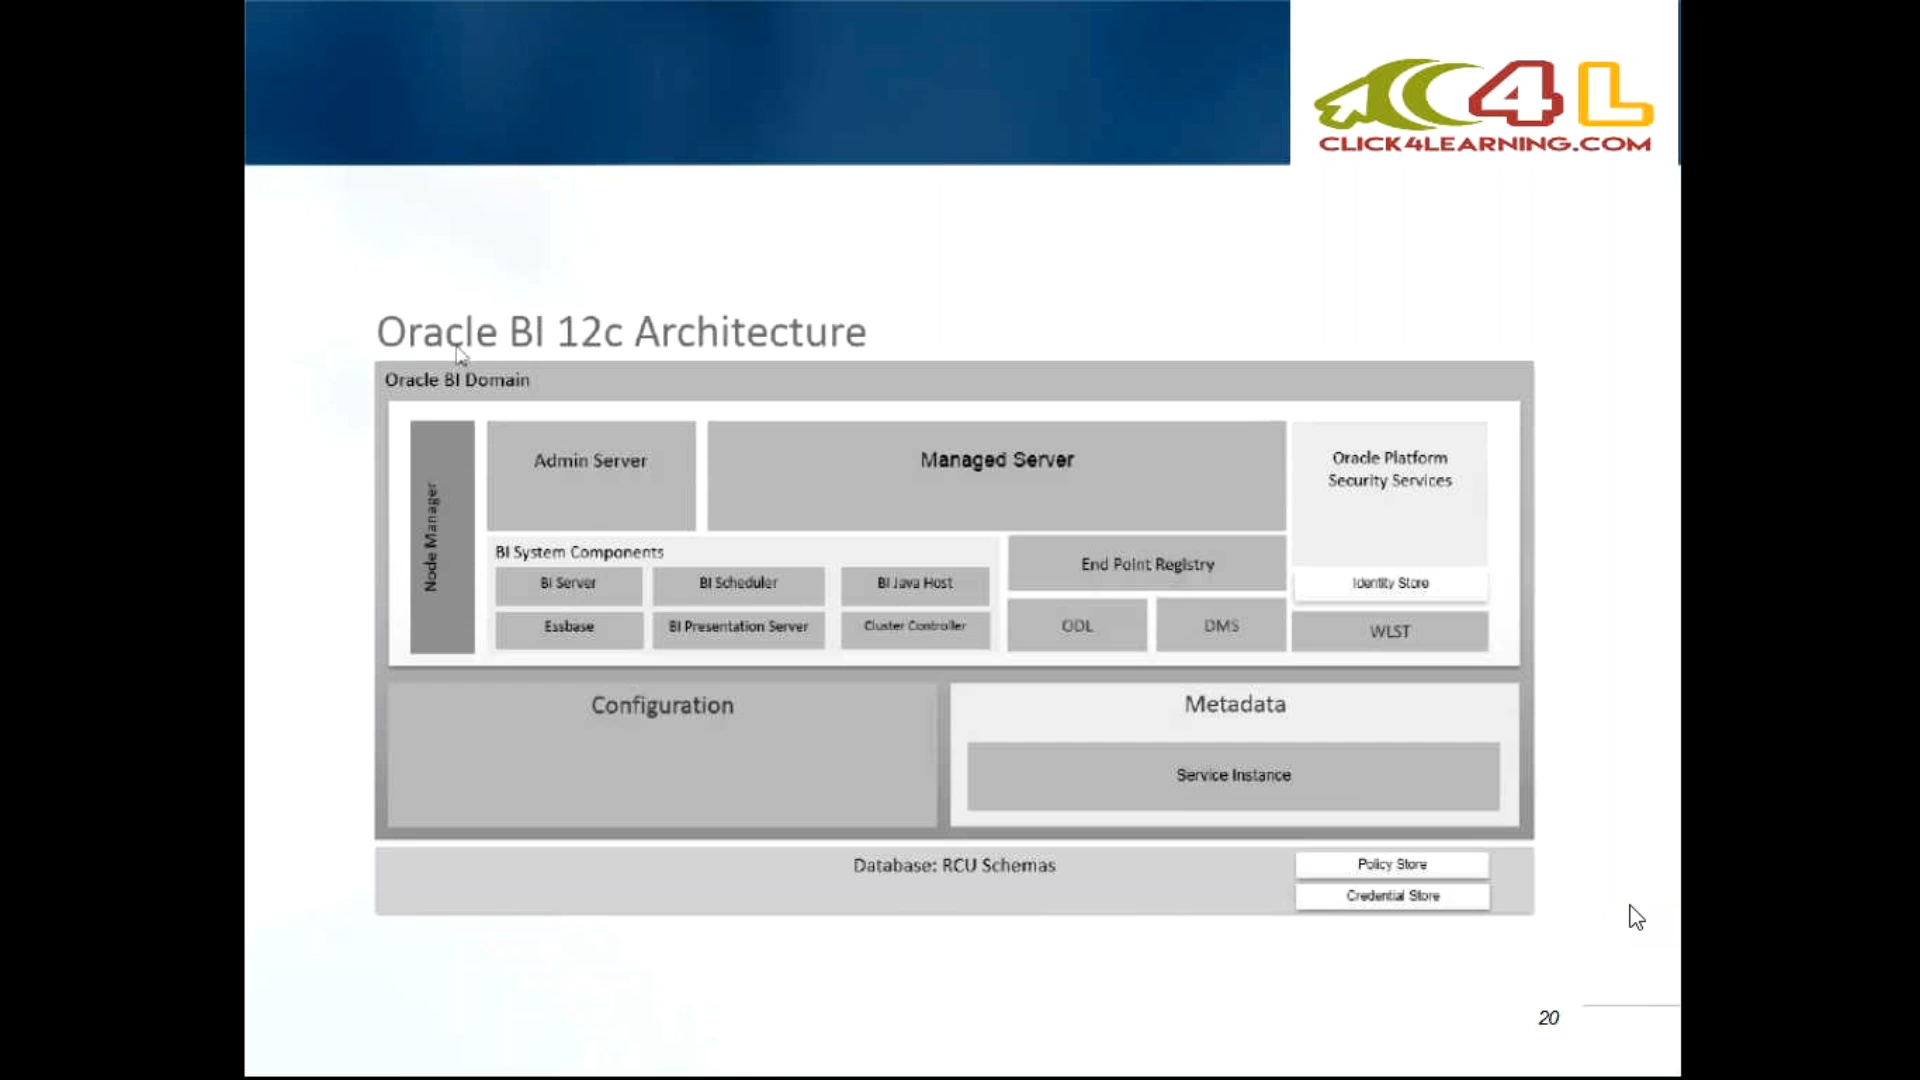 C4L
CLICK4LEARNING.COM
Oracle BI 12c Architecture
Oracle BI Domain
Node Manager
Admin Server
Managed Server
Oracle Platform
Security Services
BI System Components
BI Server
BI Scheduler
BI Java Host
Essbase
BI Presentation Server
Cluster Controller
End Point Registry
ODL
DMS
Identity Store
WLST
Configuration
Metadata
Service Instance
Database: RCU Schemas
Policy Store
Credential Store
20